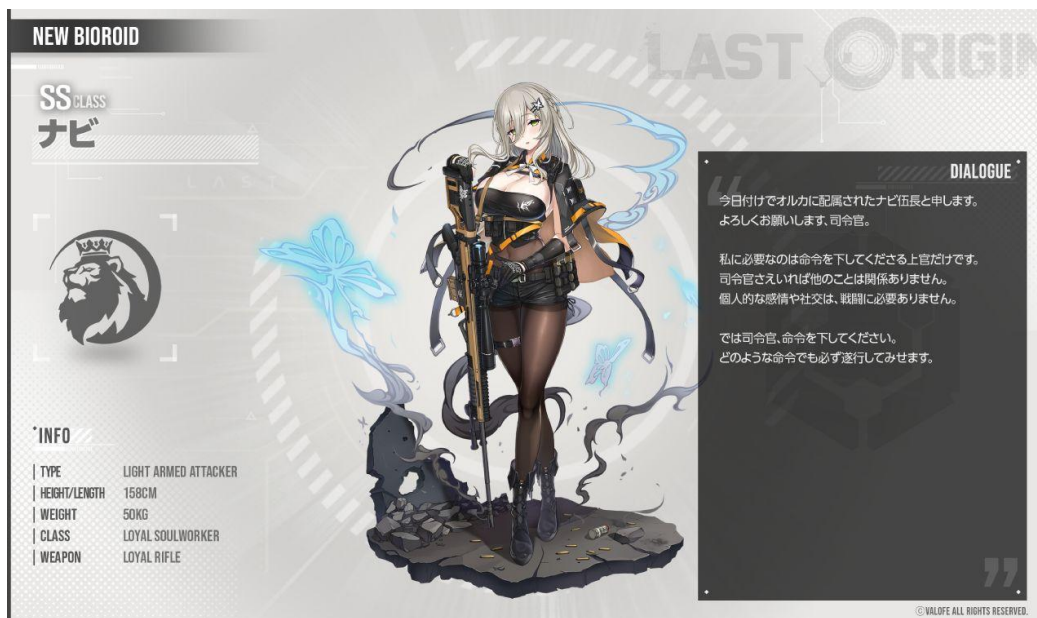 NEW BIOROID
LAST ORIGIN
SS CLASS
ナビ
DIALOGUE
今日付けでオルカに配属されたナビ伍長と申します。
よろしくお願いします、司令官。
私に必要なのは命令を下してくださる上官だけです。
司令官さえいれば他のことは関係ありません。
個人的な感情や社交は、戦闘に必要ありません。
では司令官、命令を下してください。
どのような命令でも必ず遂行してみせます。
INFO
TYPE LIGHT ARMED ATTACKER
HEIGHT/LENGTH 158CM
WEIGHT 50KG
CLASS LOYAL SOULWORKER
WEAPON LOYAL RIFLE
©VALOFE ALL RIGHTS RESERVED.